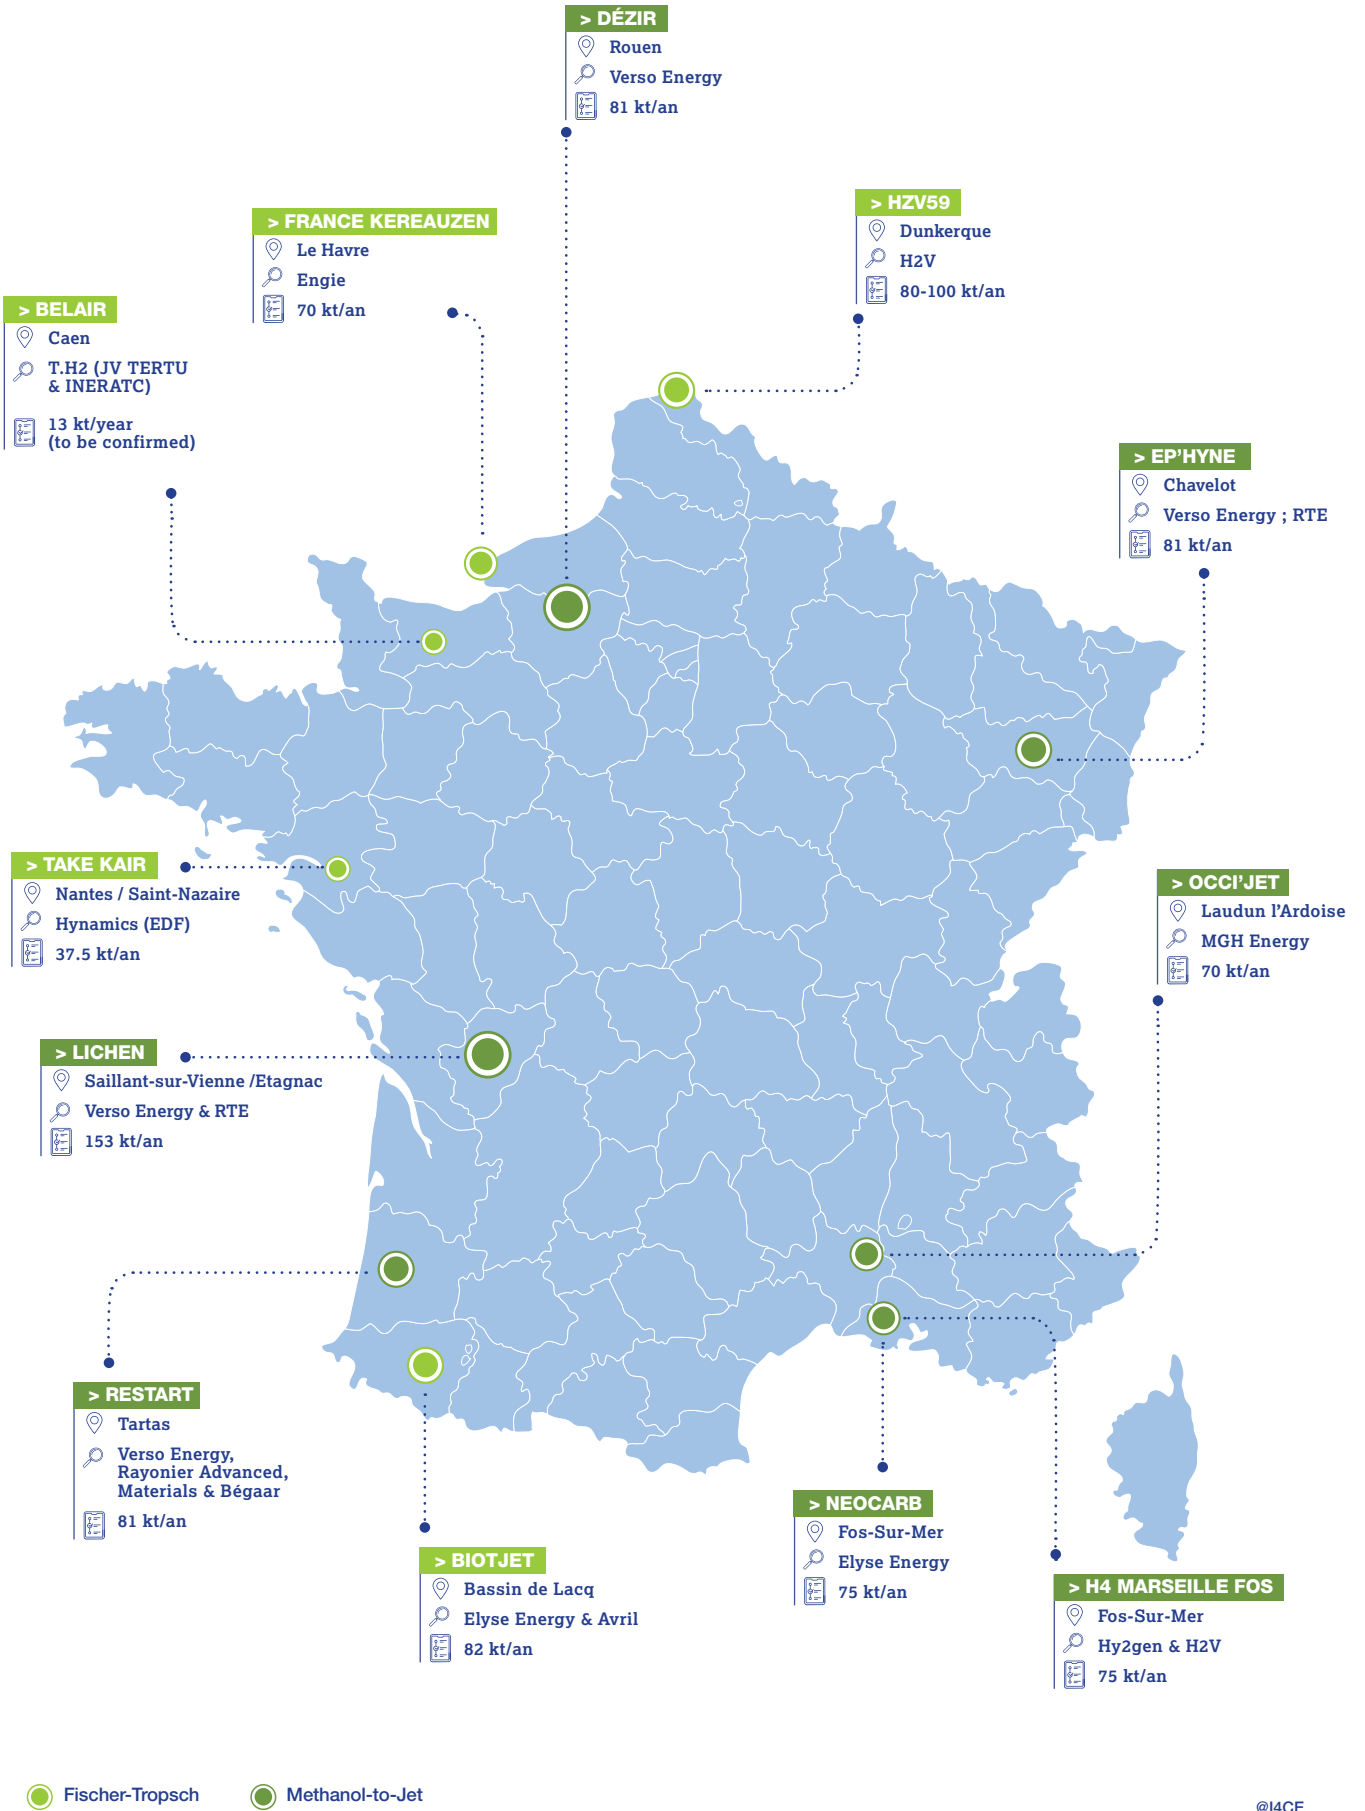 > DÉZIR
Rouen
Verso Energy
81 kt/an
> HZV59
Dunkerque
H2V
80-100 kt/an
> FRANCE KEREAUZEN
Le Havre
Engie
70 kt/an
> BELAIR
Caen
T.H2 (JV TERTU
& INERATC)
13 kt/year
(to be confirmed)
> EP’HYNE
Chavelot
Verso Energy ; RTE
81 kt/an
> TAKE KAIR
Nantes / Saint-Nazaire
Hynamics (EDF)
37.5 kt/an
> OCCI’JET
Laudun l’Ardoise
MGH Energy
70 kt/an
> LICHEN
Saillant-sur-Vienne /Etagnac
Verso Energy & RTE
153 kt/an
> RESTART
Tartas
Verso Energy,
Rayonier Advanced,
Materials & Bégaar
81 kt/an
> BIOTJET
Bassin de Lacq
Elyse Energy & Avril
82 kt/an
> NEOCARB
Fos-Sur-Mer
Elyse Energy
75 kt/an
> H4 MARSEILLE FOS
Fos-Sur-Mer
Hy2gen & H2V
75 kt/an
Fischer-Tropsch
Methanol-to-Jet
@I4CE